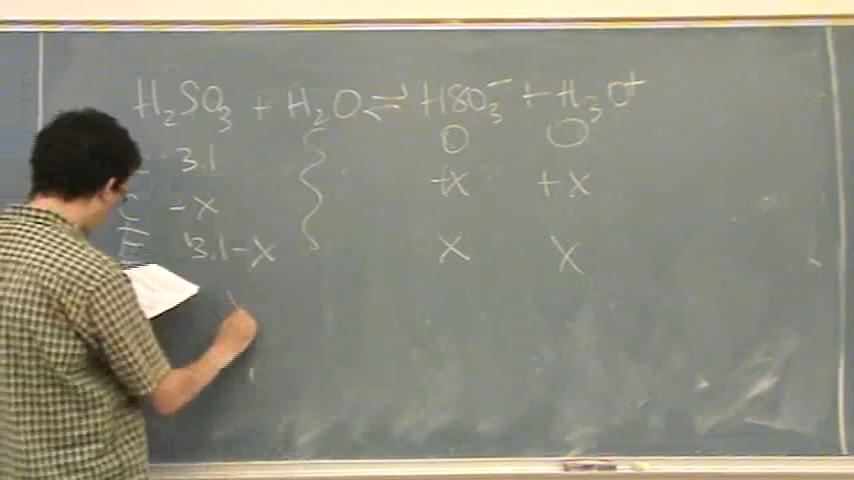 H₂SO₃ + H₂O ⇌ HSO₃⁻ + H₃O⁺
3.1 0 0
C -x +x +x
E 3.1-x x x